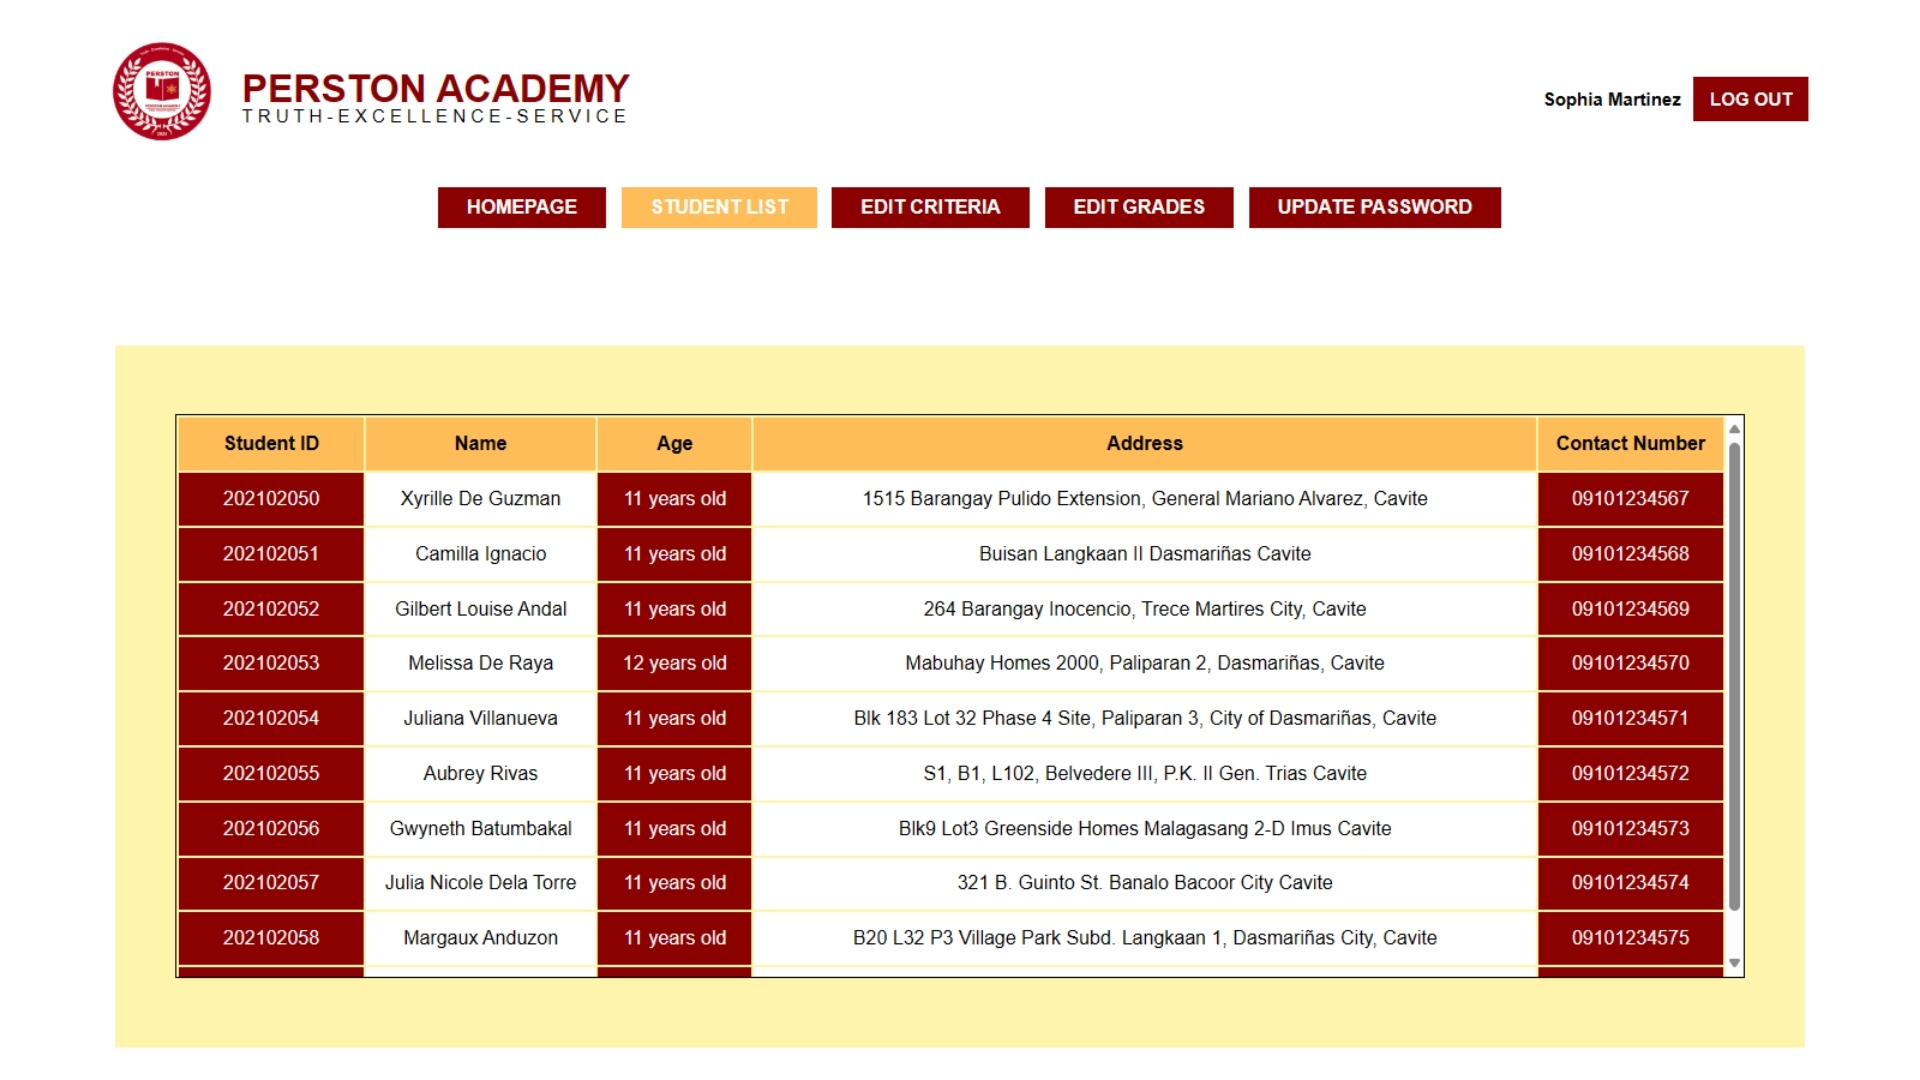 PERSTON
PERSTON ACADEMY
TRUTH-EXCELLENCE-SERVICE
Sophia Martinez LOG OUT
HOMEPAGE STUDENT LIST EDIT CRITERIA EDIT GRADES UPDATE PASSWORD
Student ID Name Age Address Contact Number
202102050 Xyrille De Guzman 11 years old 1515 Barangay Pulido Extension, General Mariano Alvarez, Cavite 09101234567
202102051 Camilla Ignacio 11 years old Buisan Langkaan II Dasmariñas Cavite 09101234568
202102052 Gilbert Louise Andal 11 years old 264 Barangay Inocencio, Trece Martires City, Cavite 09101234569
202102053 Melissa De Raya 12 years old Mabuhay Homes 2000, Paliparan 2, Dasmariñas, Cavite 09101234570
202102054 Juliana Villanueva 11 years old Blk 183 Lot 32 Phase 4 Site, Paliparan 3, City of Dasmariñas, Cavite 09101234571
202102055 Aubrey Rivas 11 years old S1, B1, L102, Belvedere III, P.K. II Gen. Trias Cavite 09101234572
202102056 Gwyneth Batumbakal 11 years old Blk9 Lot3 Greenside Homes Malagasang 2-D Imus Cavite 09101234573
202102057 Julia Nicole Dela Torre 11 years old 321 B. Guinto St. Banalo Bacoor City Cavite 09101234574
202102058 Margaux Anduzon 11 years old B20 L32 P3 Village Park Subd. Langkaan 1, Dasmariñas City, Cavite 09101234575